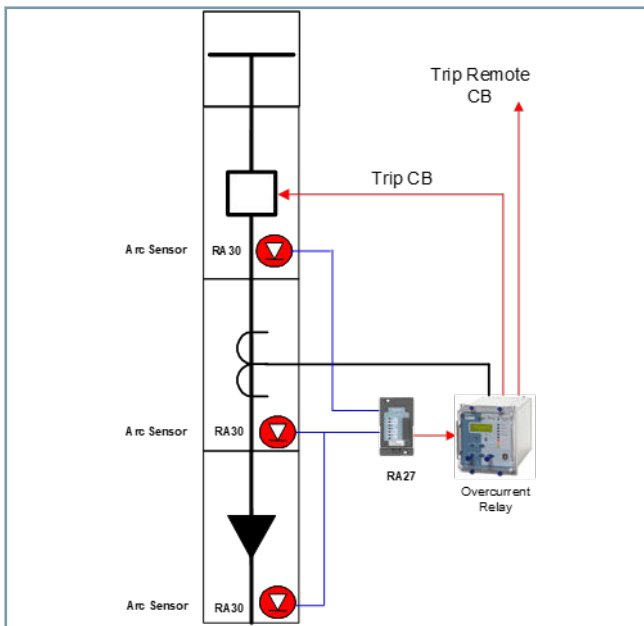 Trip Remote
CB
Trip CB
Arc Sensor RA30
Arc Sensor RA30
RA27
Overcurrent
Relay
Arc Sensor RA30